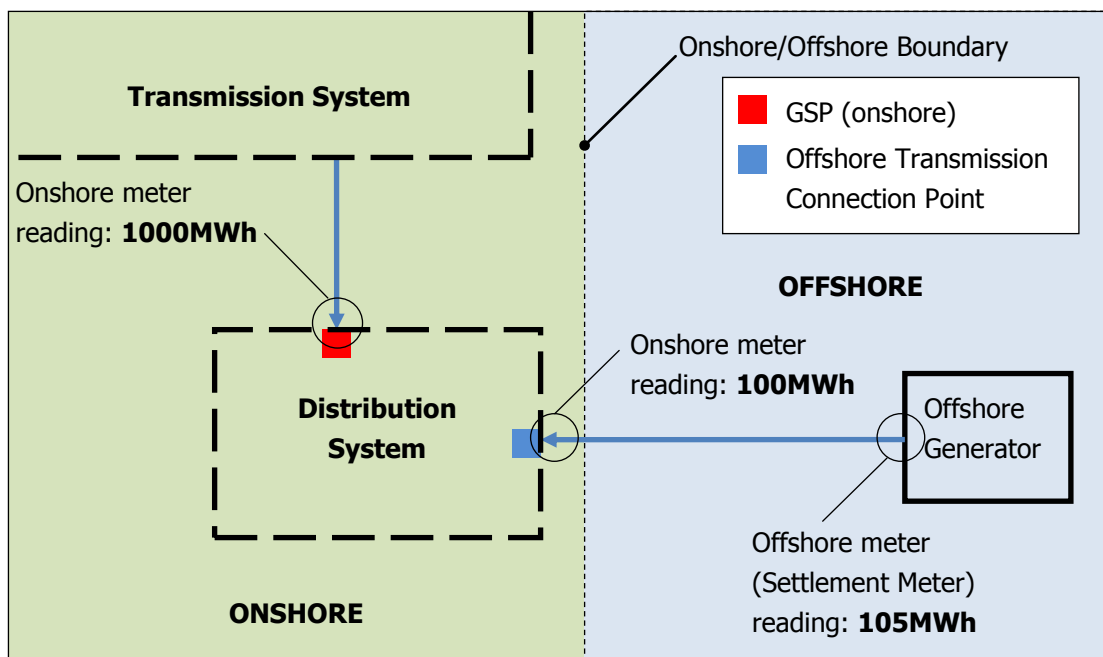 Transmission System
Onshore meter
reading: 1000MWh
Onshore/Offshore Boundary
GSP (onshore)
Offshore Transmission
Connection Point
OFFSHORE
Onshore meter
reading: 100MWh
Distribution
System
Offshore
Generator
Offshore meter
(Settlement Meter)
reading: 105MWh
ONSHORE